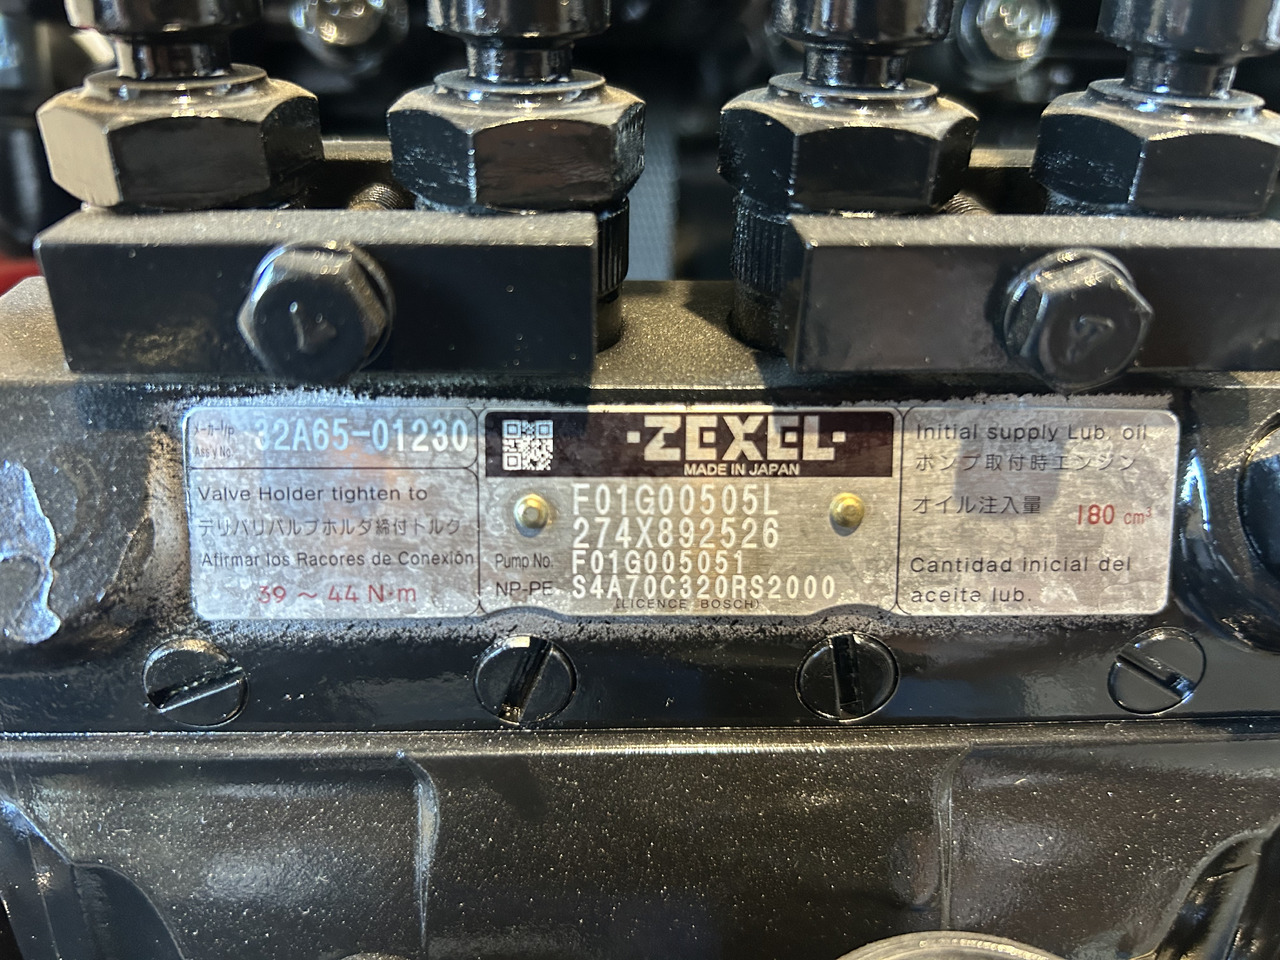 メーカーリP
Ass'y No. 32A65-01230
Valve Holder tighten to
デリバリバルブホルダ締付トルク
Afirmar los Racores de Conexión
39 ~ 44 N·m
·ZEXEL·
MADE IN JAPAN
F01G00505L
274X892526
Pump No. F01G005051
NP-PE S4A70C320RS2000
(LICENCE BOSCH)
Initial supply Lub. oil
ポンプ取付時エンジン
オイル注入量
180 cm³
Cantidad inicial del
aceite lub.